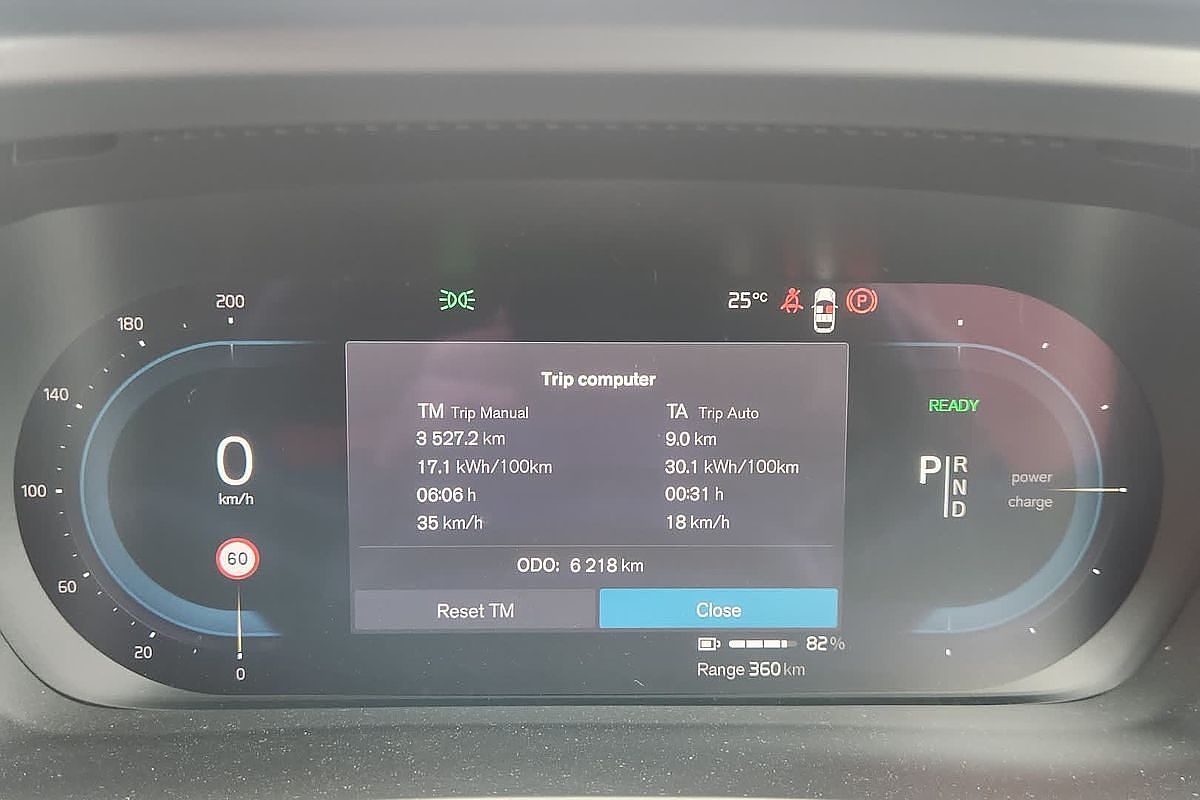 200
180
140
100
60
20
0
0
km/h
60
25°C
P
Trip computer
TM Trip Manual
3 527.2 km
17.1 kWh/100km
06:06 h
35 km/h
TA Trip Auto
9.0 km
30.1 kWh/100km
00:31 h
18 km/h
ODO: 6 218 km
Reset TM
Close
82%
Range 360 km
READY
P R
N
D
power
charge